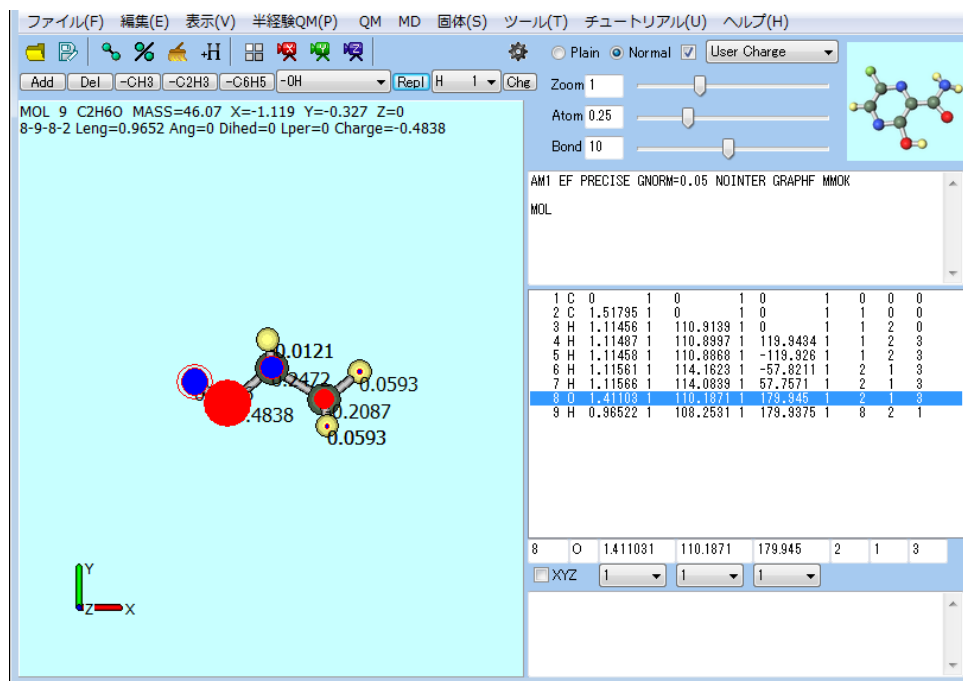 ファイル(F) 編集(E) 表示(V) 半経験QM(P) QM MD 固体(S) ツール(T) チュートリアル(U) ヘルプ(H)
+H
Plain Normal User Charge
Add Del -CH3 -C2H3 -C6H5 -OH Repl H 1 Chg
Zoom 1
Atom 0.25
Bond 10
MOL 9 C2H6O MASS=46.07 X=-1.119 Y=-0.327 Z=0
8-9-8-2 Leng=0.9652 Ang=0 Dihed=0 Lper=0 Charge=-0.4838
AM1 EF PRECISE GNORM=0.05 NOINTER GRAPHF MMOK
MOL
1 C 0 1 0 1 0 1 0 0 0
2 C 1.51795 1 0 1 0 1 1 0 0
3 H 1.11456 1 110.9139 1 0 1 1 2 0
4 H 1.11487 1 110.8997 1 119.9434 1 1 2 3
5 H 1.11458 1 110.8868 1 -119.926 1 1 2 3
6 H 1.11561 1 114.1623 1 -57.8211 1 2 1 3
7 H 1.11566 1 114.0839 1 57.7571 1 2 1 3
8 O 1.41103 1 110.1871 1 179.945 1 2 1 3
9 H 0.96522 1 108.2531 1 179.9375 1 8 2 1
0.0121
.2472
0.0593
.4838
0.2087
0.0593
8 O 1.411031 110.1871 179.945 2 1 3
XYZ 1 1 1
Y
Z X